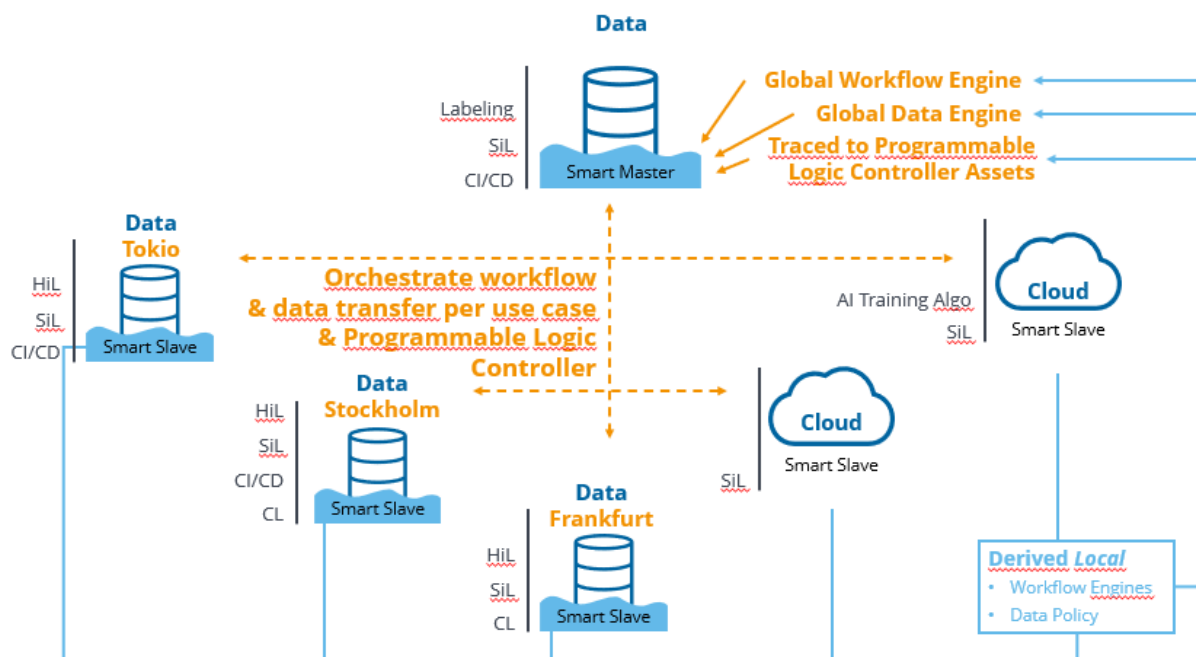 Data
Labeling
SiL
CI/CD
Smart Master
Global Workflow Engine
Global Data Engine
Traced to Programmable
Logic Controller Assets
Data
Tokio
HiL
SiL
CI/CD
Smart Slave
Orchestrate workflow
& data transfer per use case
& Programmable Logic
Controller
AI Training Algo
SiL
Cloud
Smart Slave
Data
Stockholm
HiL
SiL
CI/CD
CL
Smart Slave
Cloud
Smart Slave
SiL
Data
Frankfurt
HiL
SiL
CL
Smart Slave
Derived Local
• Workflow Engines
• Data Policy